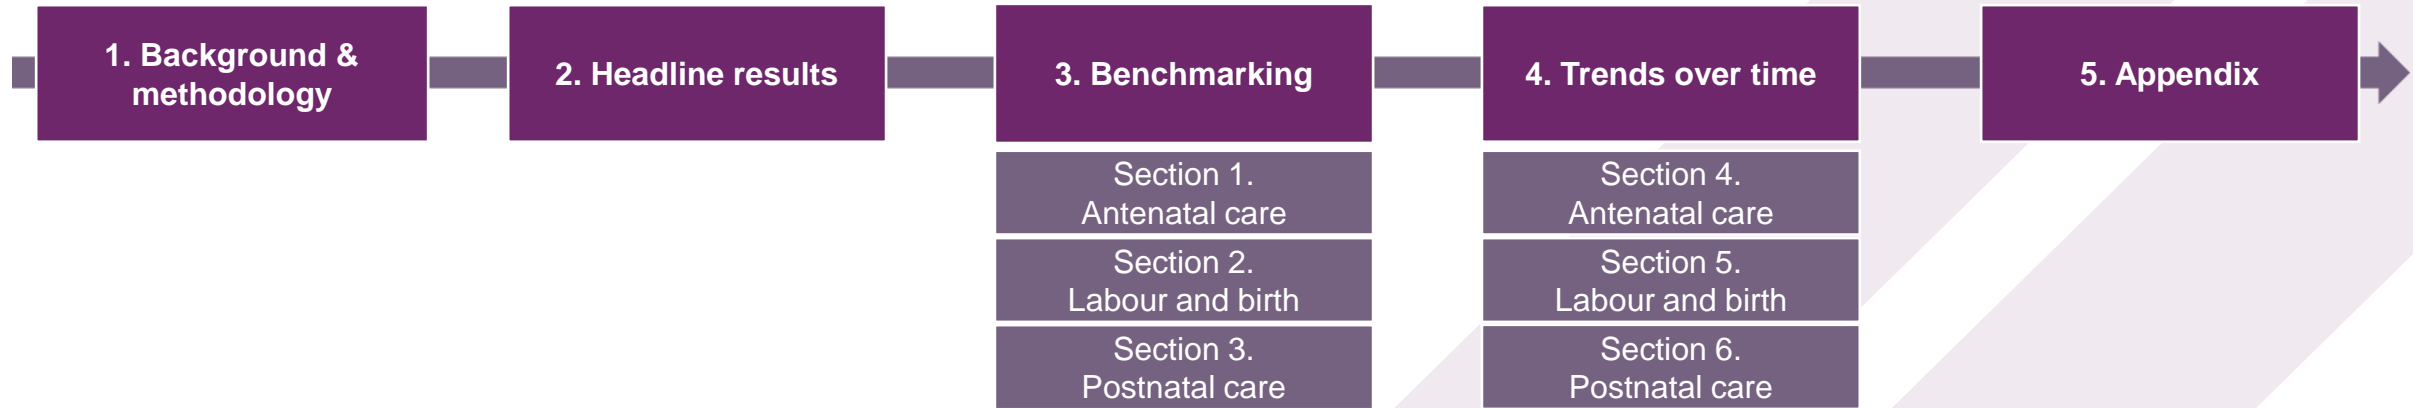 1. Background &
methodology
2. Headline results
3. Benchmarking
Section 1.
Antenatal care
Section 2.
Labour and birth
Section 3.
Postnatal care
4. Trends over time
Section 4.
Antenatal care
Section 5.
Labour and birth
Section 6.
Postnatal care
5. Appendix